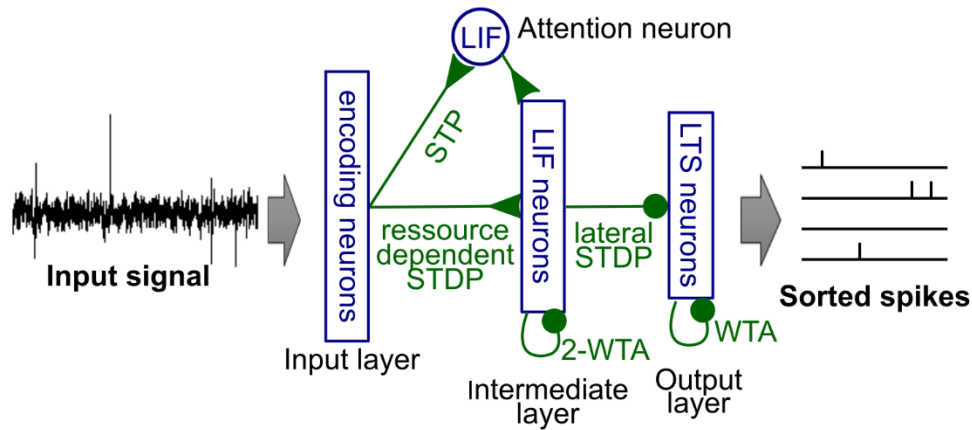 LIF
Attention neuron
encoding neurons
STP
LIF neurons
LTS neurons
ressource
dependent
STDP
lateral
STDP
Input signal
Sorted spikes
2-WTA
WTA
Input layer
Intermediate
layer
Output
layer